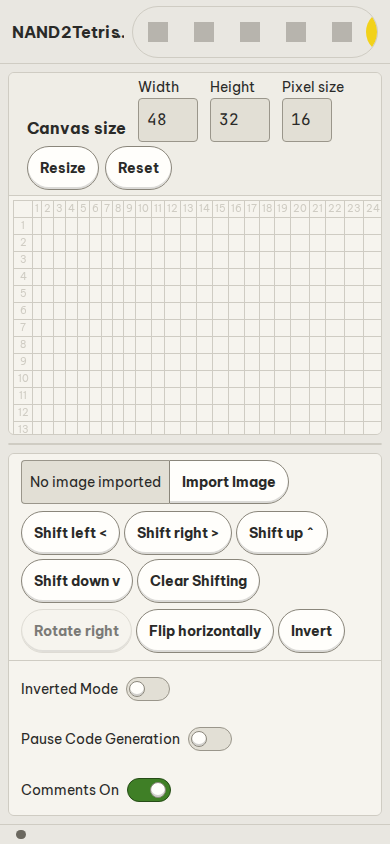 NAND2Tetris..
Width Height Pixel size
Canvas size 48 32 16
Resize Reset
1 2 3 4 5 6 7 8 9 10 11 12 13 14 15 16 17 18 19 20 21 22 23 24
1
2
3
4
5
6
7
8
9
10
11
12
13
No image imported Import Image
Shift left < Shift right > Shift up ˆ
Shift down v Clear Shifting
Rotate right Flip horizontally Invert
Inverted Mode
Pause Code Generation
Comments On